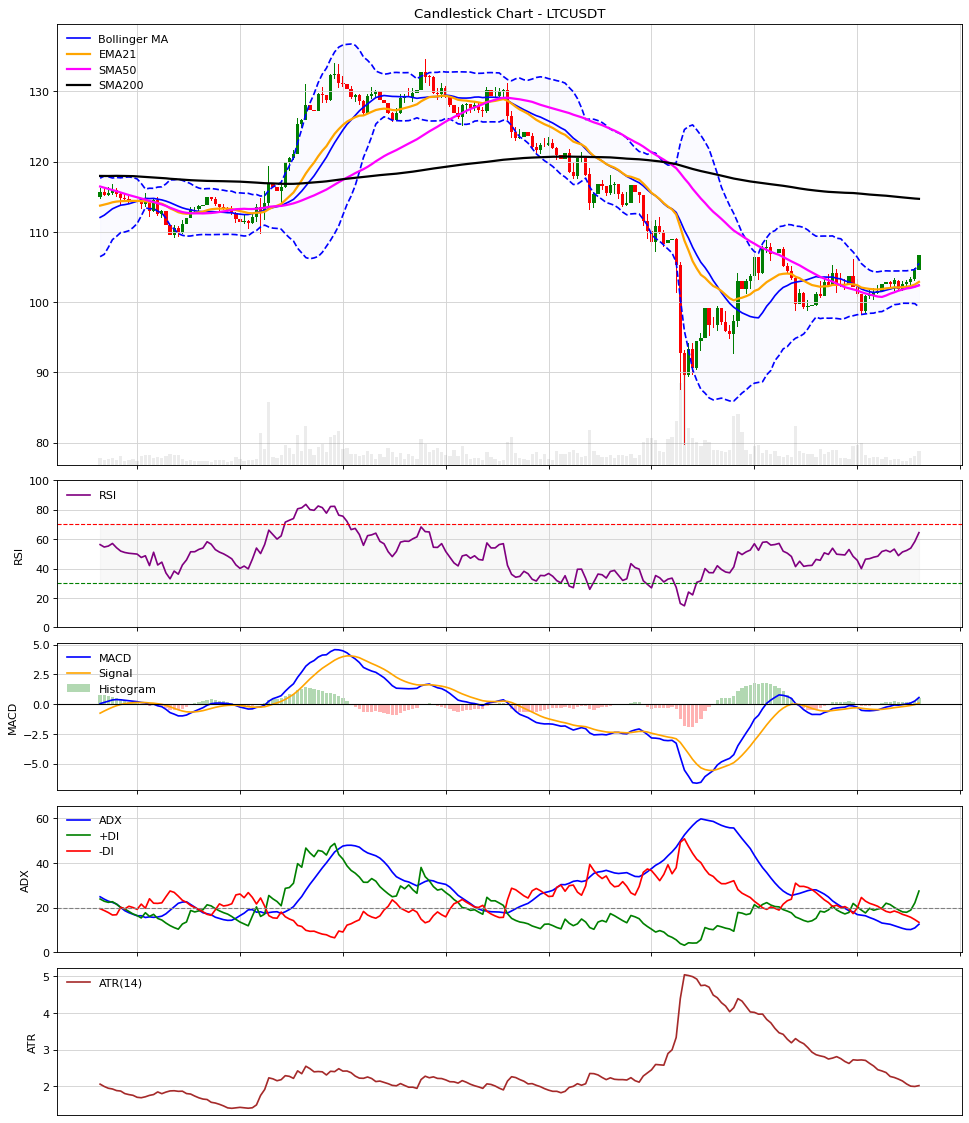 Candlestick Chart - LTCUSDT
Bollinger MA
EMA21
SMA50
SMA200
130
120
110
100
90
80
RSI
100
80
60
40
20
0
RSI
MACD
Signal
Histogram
5.0
2.5
0.0
−2.5
−5.0
MACD
ADX
+DI
-DI
60
40
20
0
ADX
ATR(14)
5
4
3
2
ATR